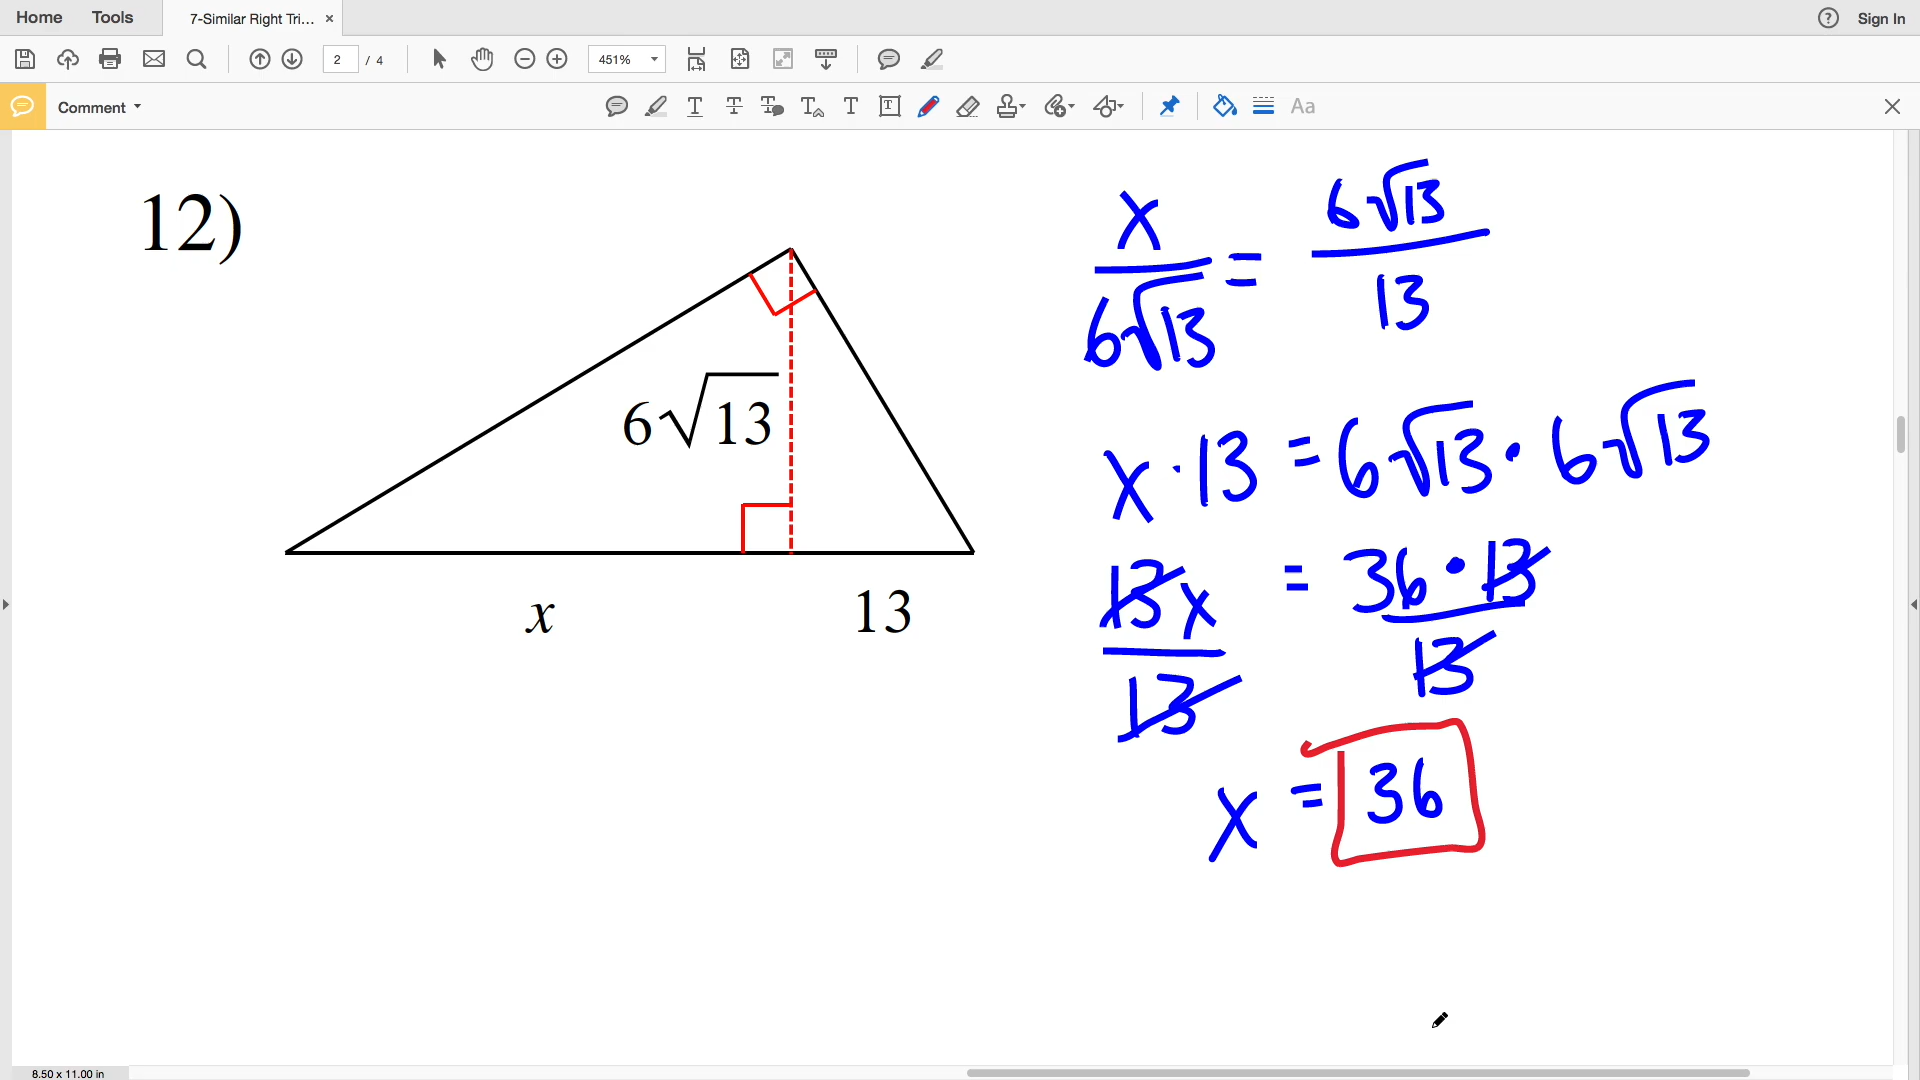 Home Tools 7-Similar Right Tri... × ? Sign In
2 / 4 451%
Comment T T T T T T Aa
12)
6√13
x
13
x/6√13 = 6√13/13
x · 13 = 6√13 · 6√13
13x/13 = 36 · 13/13
x = 36
8.50 x 11.00 in